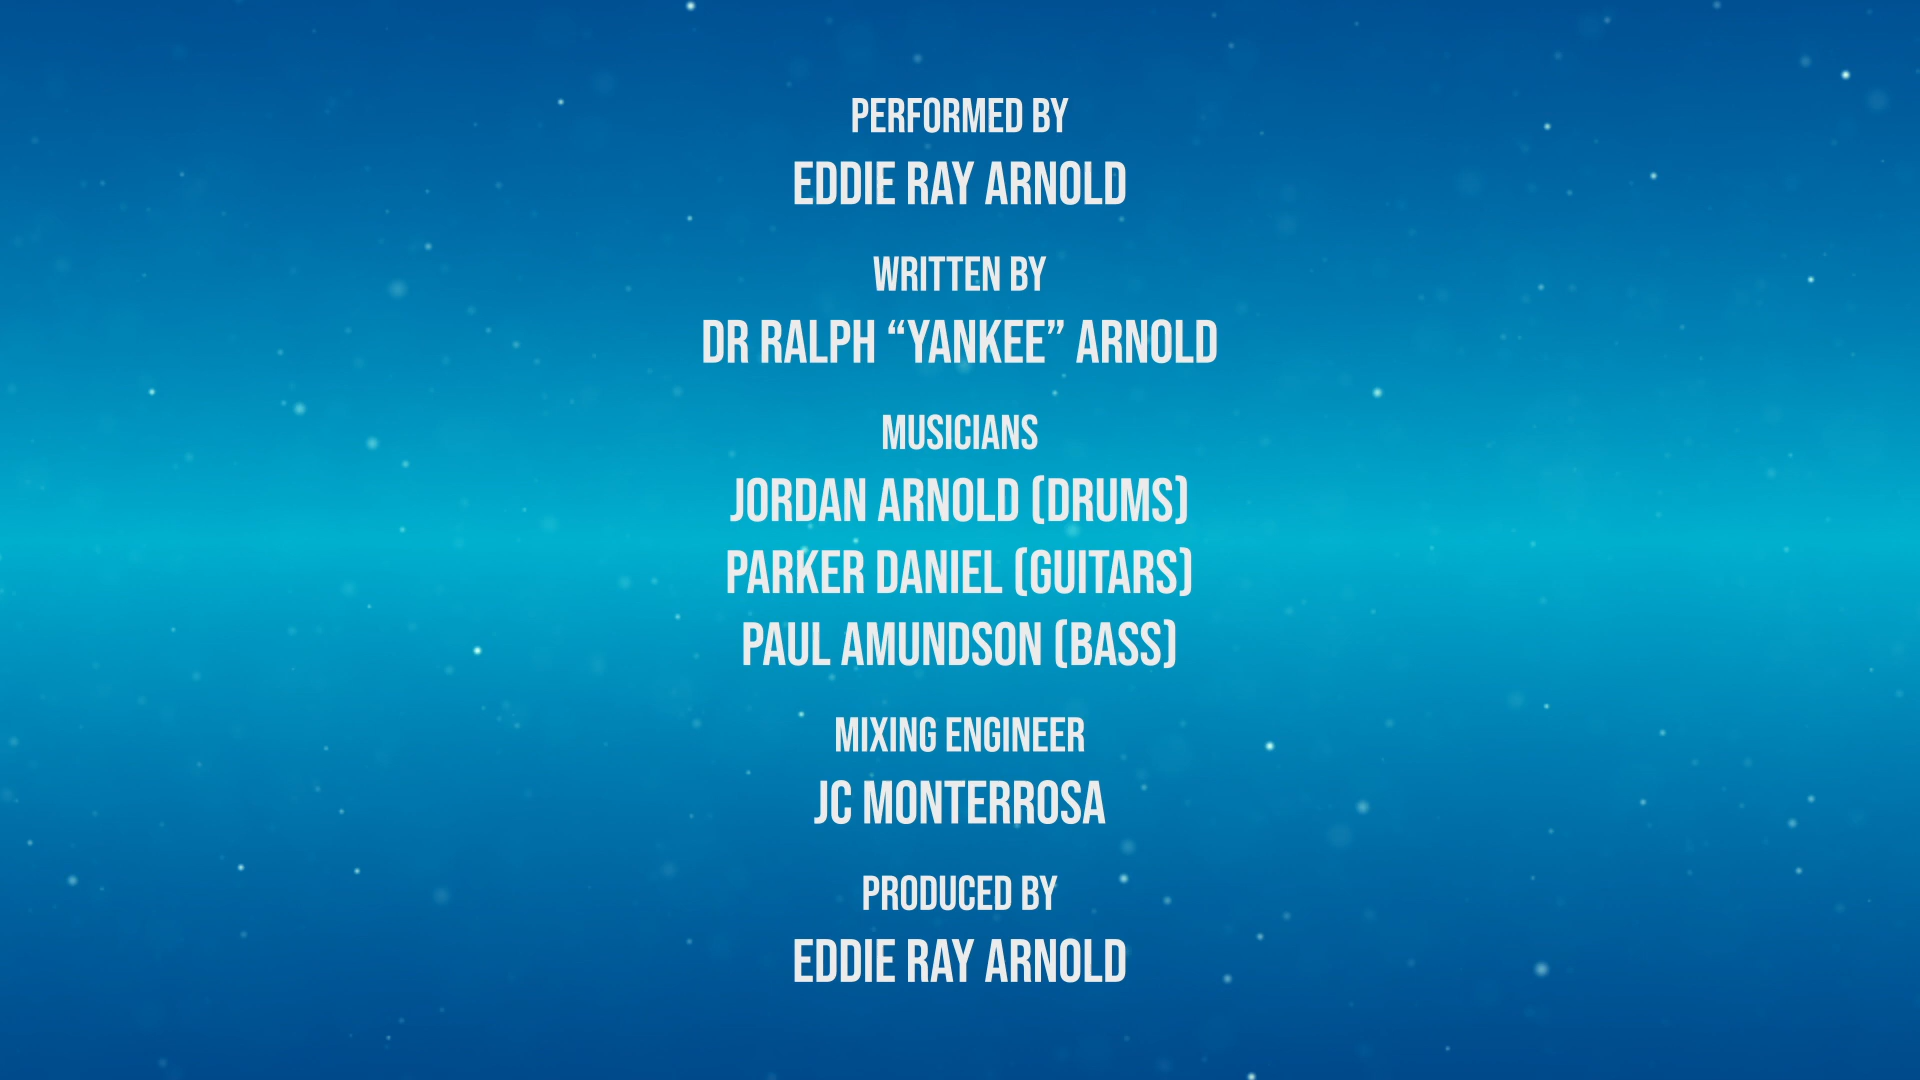 PERFORMED BY
EDDIE RAY ARNOLD
WRITTEN BY
DR RALPH “YANKEE” ARNOLD
MUSICIANS
JORDAN ARNOLD (DRUMS)
PARKER DANIEL (GUITARS)
PAUL AMUNDSON (BASS)
MIXING ENGINEER
JC MONTERROSA
PRODUCED BY
EDDIE RAY ARNOLD